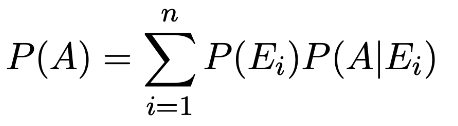 P(A) = \sum_{i=1}^{n} P(E_i)P(A|E_i)